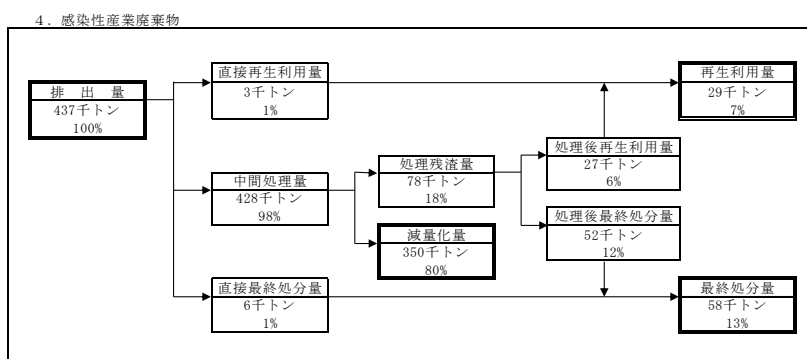 4．感染性産業廃棄物
排 出 量
437千トン
100%
直接再生利用量
3千トン
1%
中間処理量
428千トン
98%
直接最終処分量
6千トン
1%
処理残渣量
78千トン
18%
減量化量
350千トン
80%
処理後再生利用量
27千トン
6%
処理後最終処分量
52千トン
12%
再生利用量
29千トン
7%
最終処分量
58千トン
13%